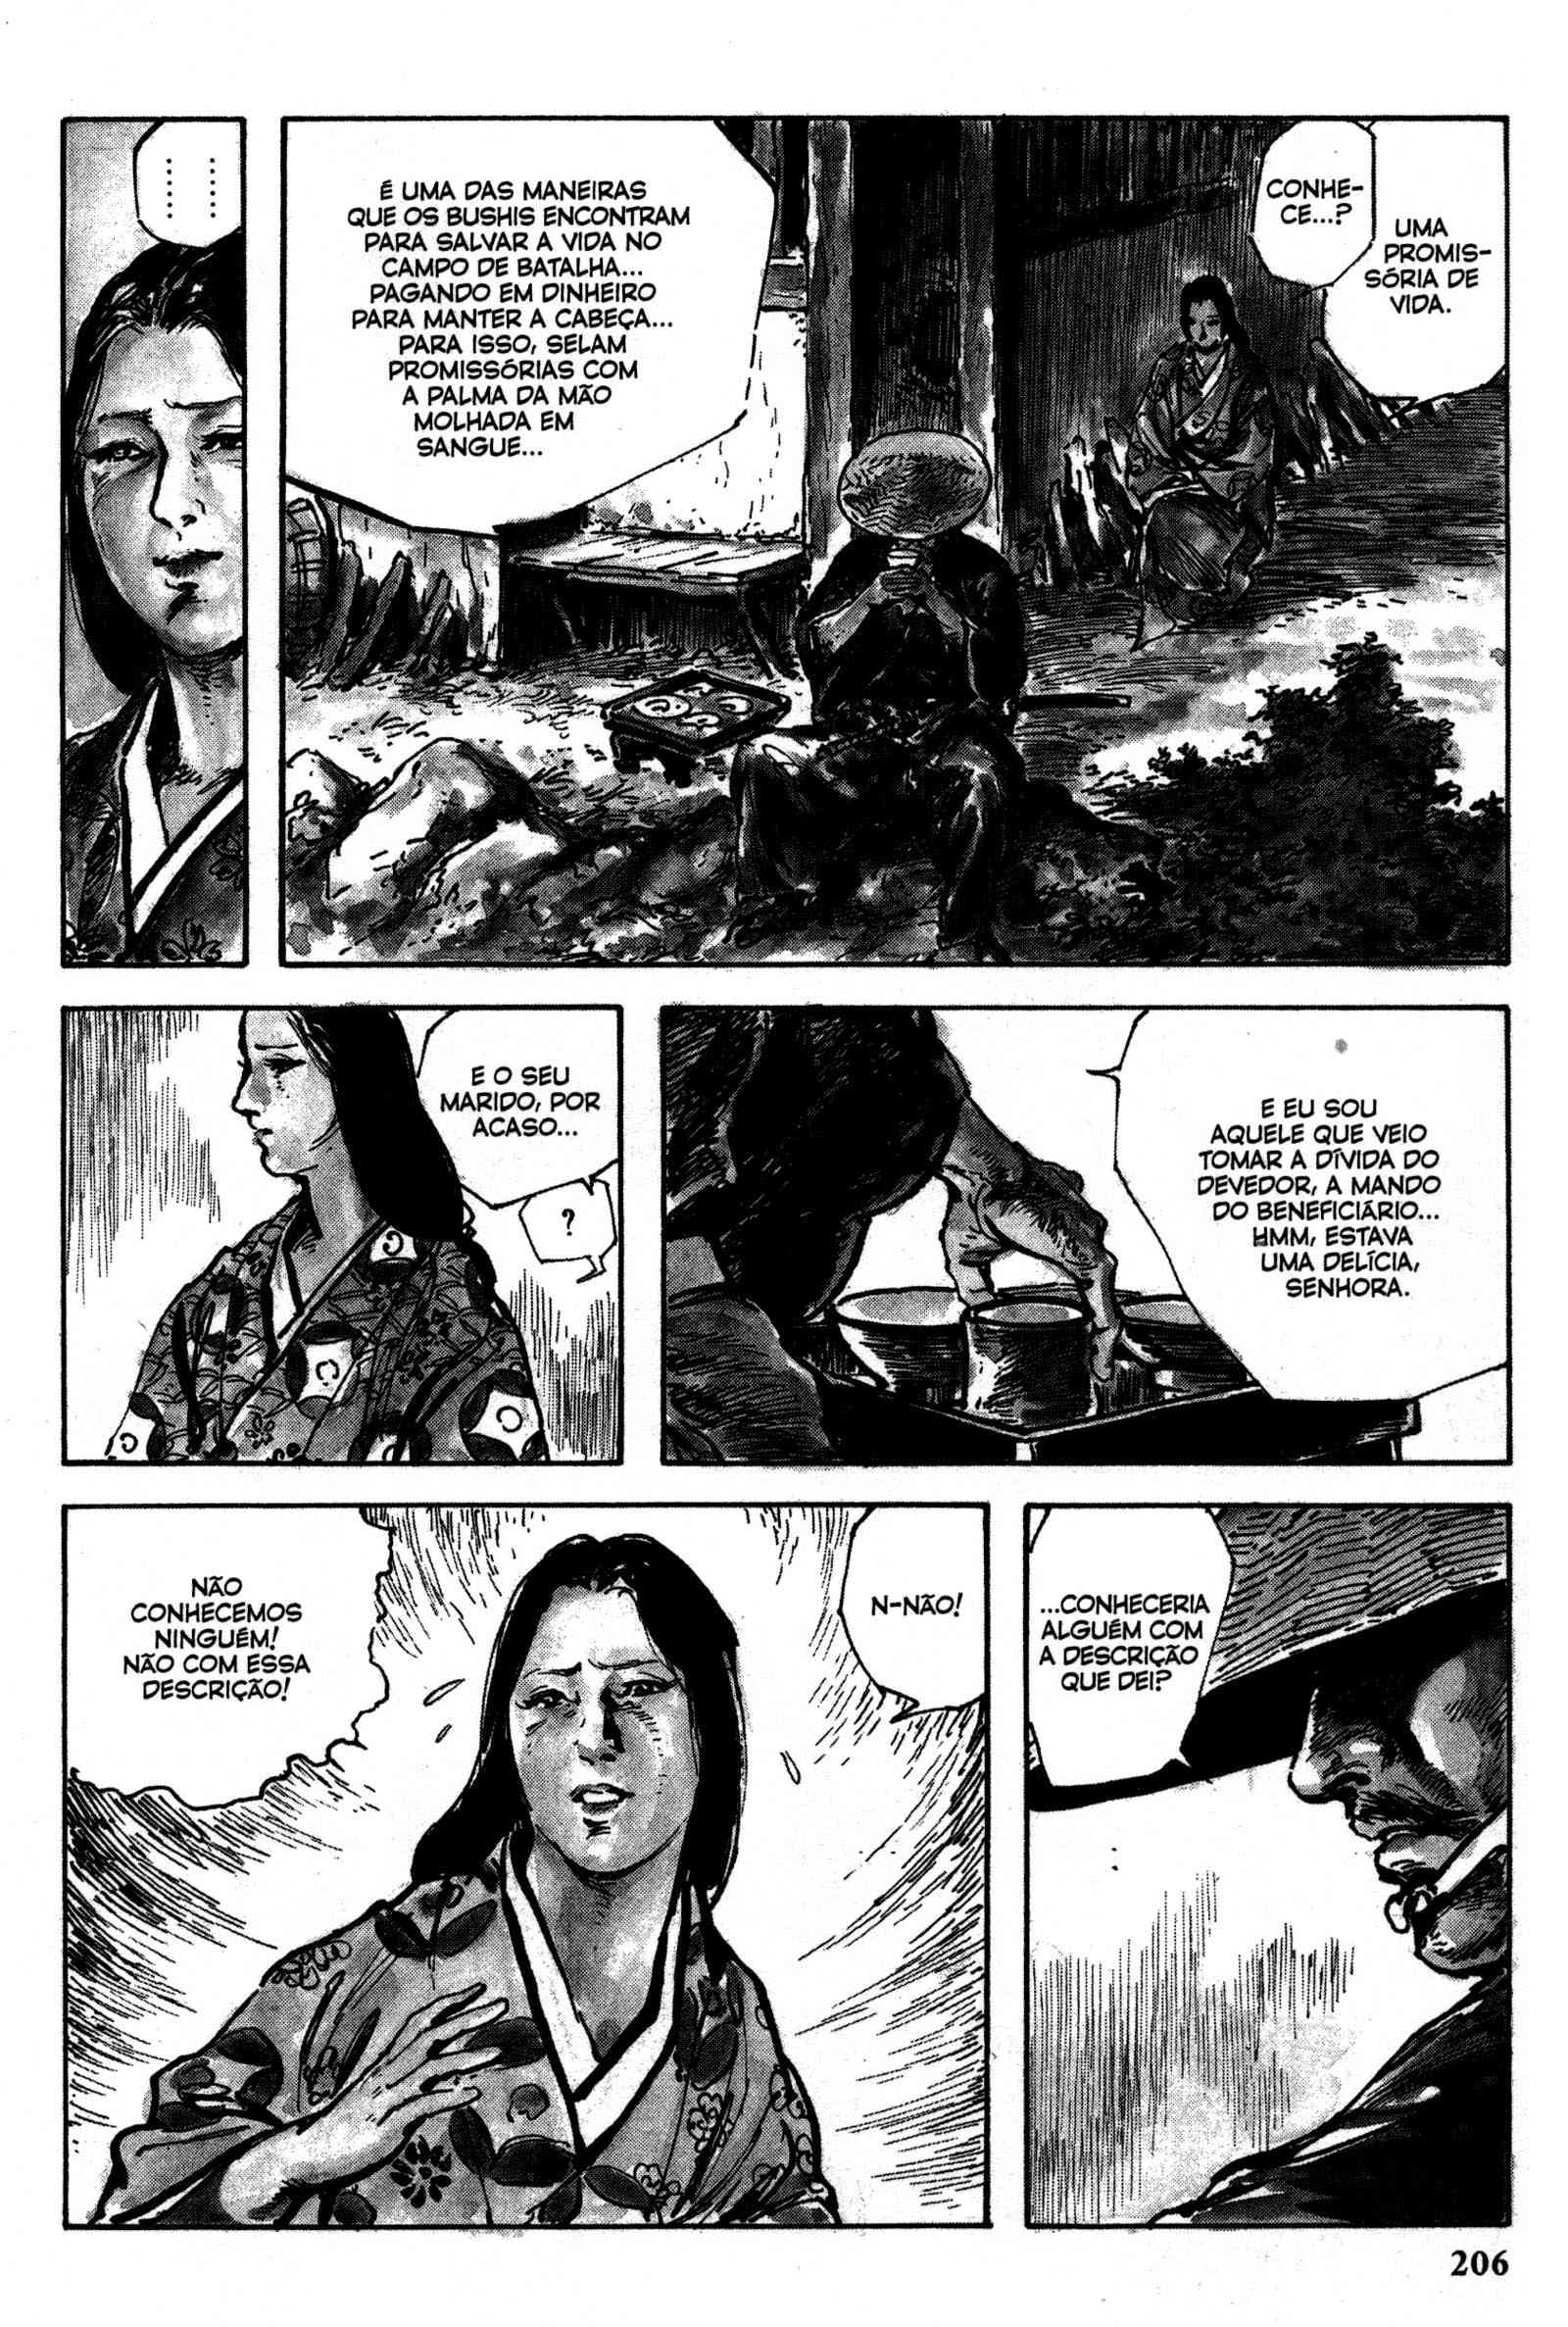 UMA
PROMIS-
SÓRIA DE
VIDA.
CONHE-
CE...?
É UMA DAS MANEIRAS
QUE OS BUSHIS ENCONTRAM
PARA SALVAR A VIDA NO
CAMPO DE BATALHA...
PAGANDO EM DINHEIRO
PARA MANTER A CABEÇA...
PARA ISSO, SELAM
PROMISSÓRIAS COM
A PALMA DA MÃO
MOLHADA EM
SANGUE...
......
......
E EU SOU
AQUELE QUE VEIO
TOMAR A DÍVIDA DO
DEVEDOR, A MANDO
DO BENEFICIÁRIO...
HMM, ESTAVA
UMA DELÍCIA,
SENHORA.
E O SEU
MARIDO, POR
ACASO...
?
...CONHECERIA
ALGUÉM COM
A DESCRIÇÃO
QUE DEI?
N-NÃO!
NÃO
CONHECEMOS
NINGUÉM!
NÃO COM ESSA
DESCRIÇÃO!
206